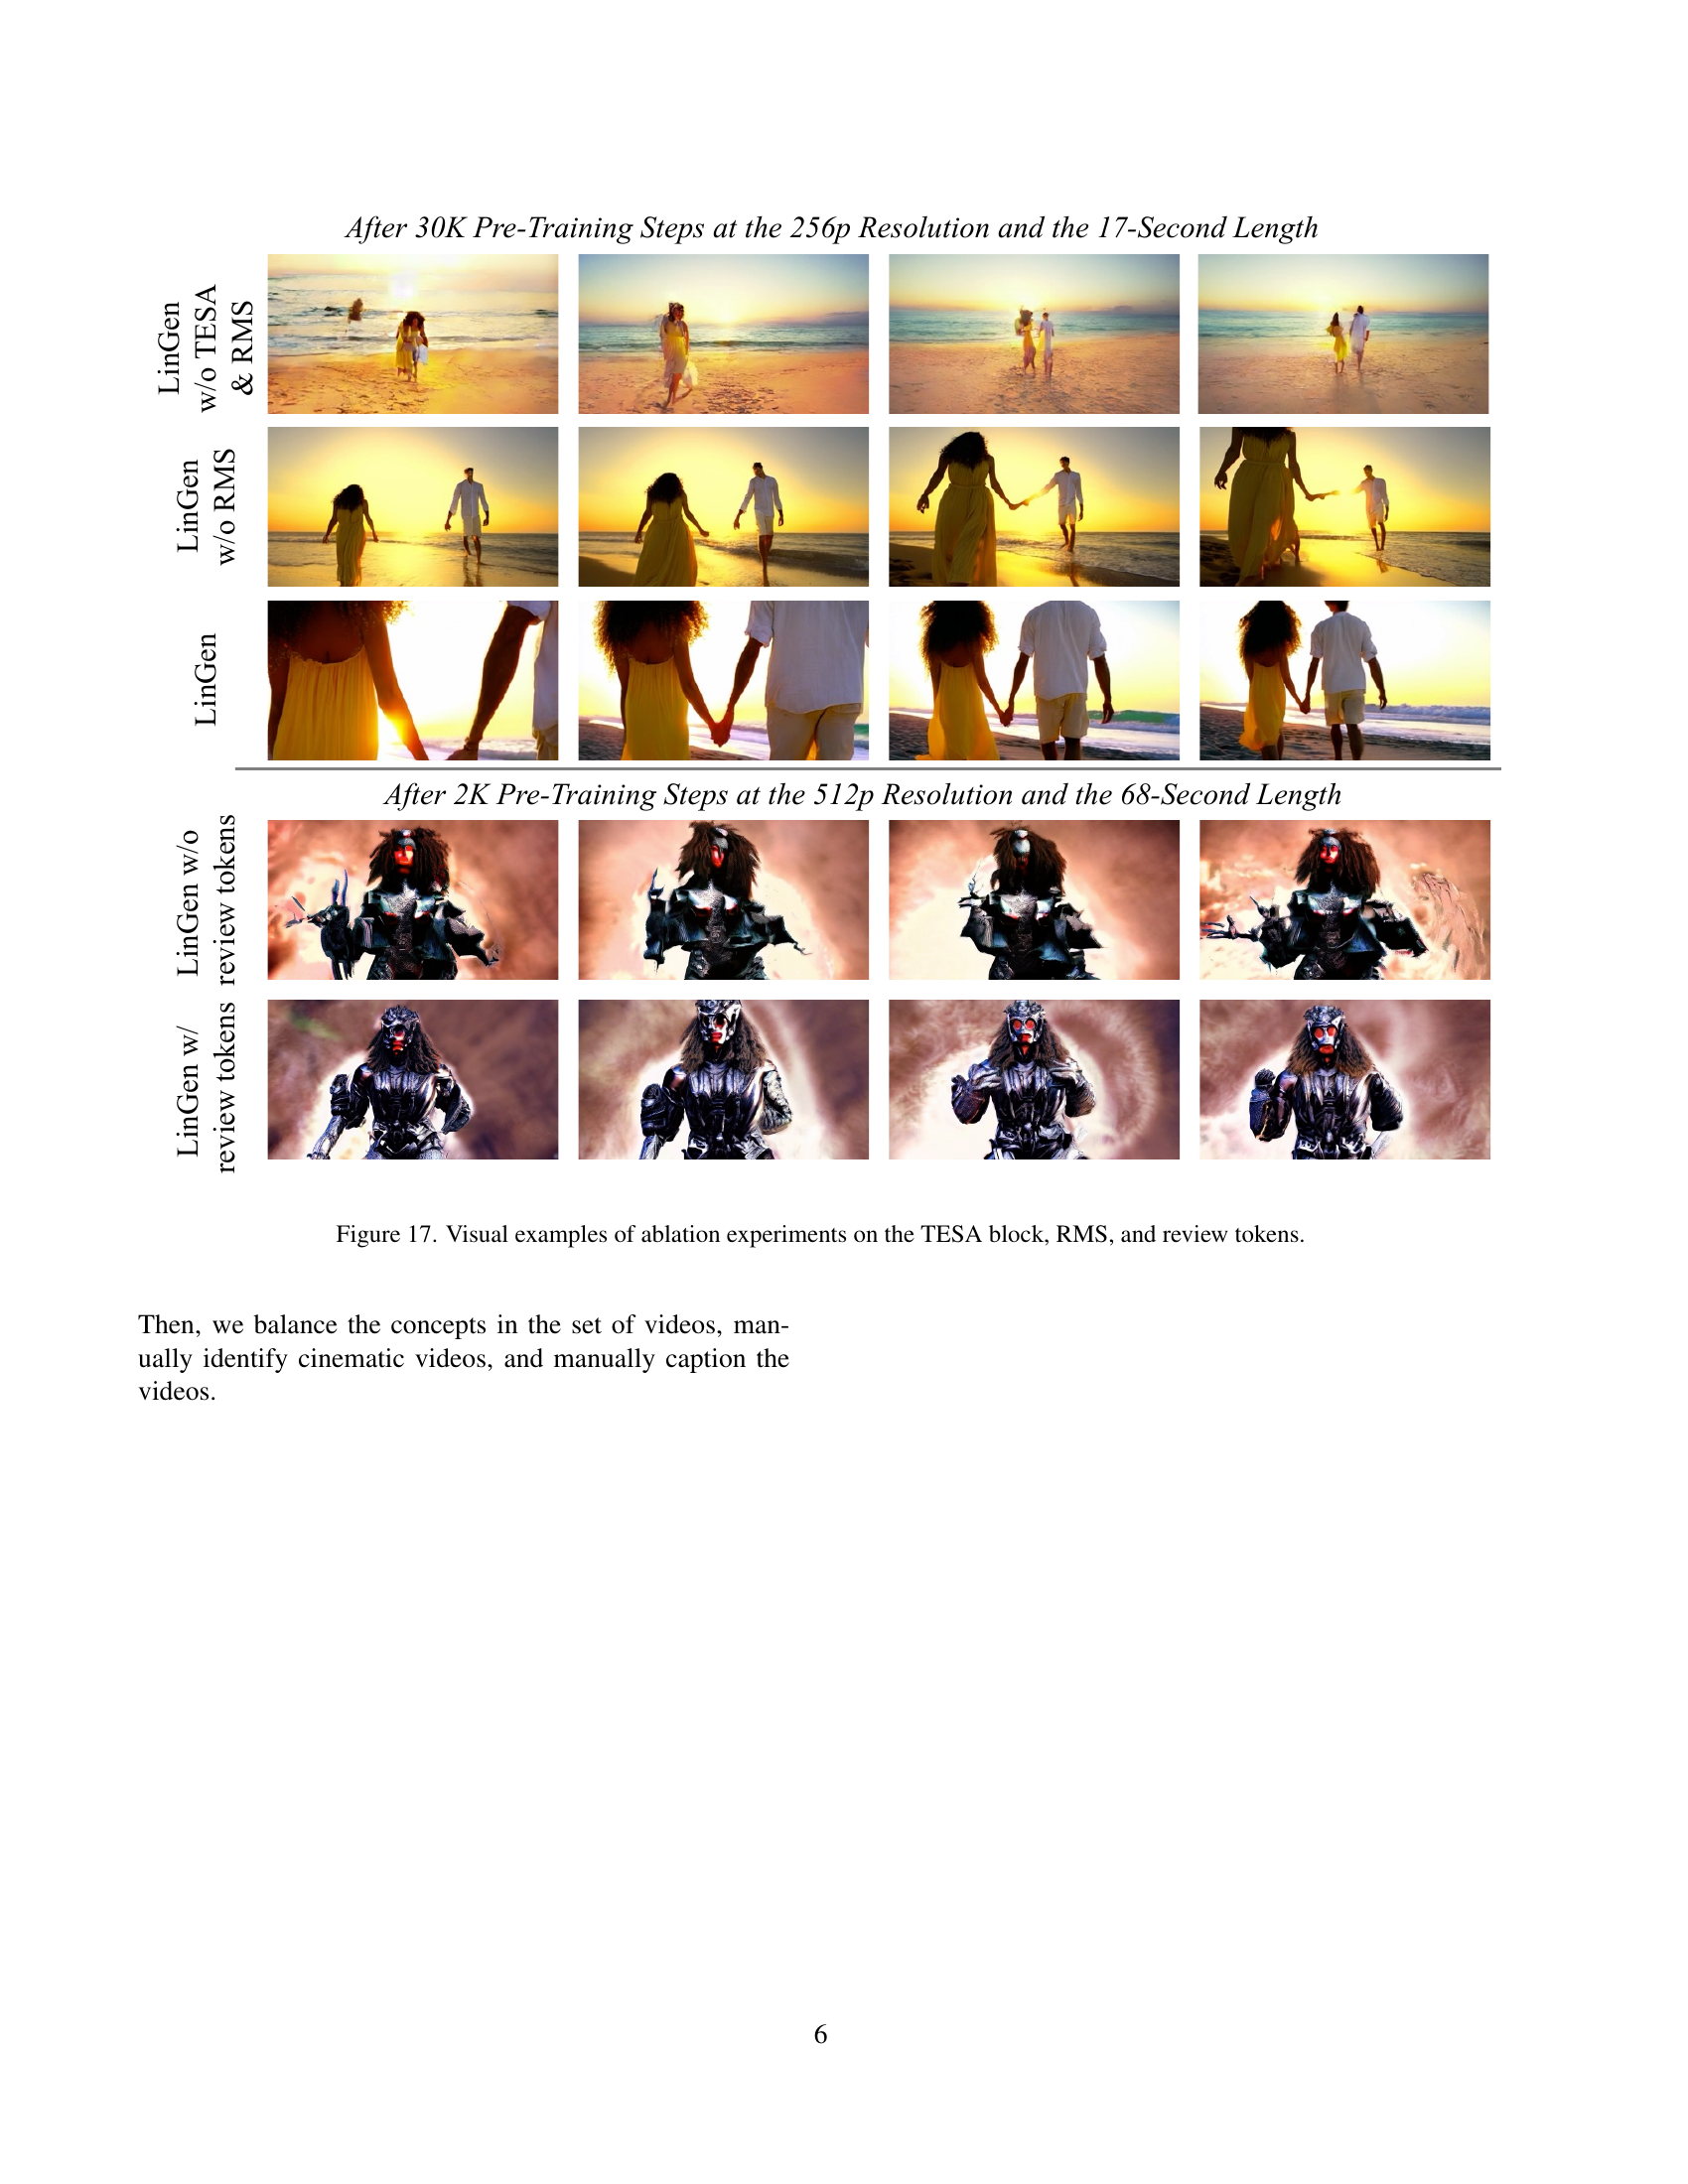 After 30K Pre-Training Steps at the 256p Resolution and the 17-Second Length
LinGen
w/o TESA
& RMS
LinGen
w/o RMS
LinGen
After 2K Pre-Training Steps at the 512p Resolution and the 68-Second Length
LinGen w/o
review tokens
LinGen w/
review tokens
Figure 17. Visual examples of ablation experiments on the TESA block, RMS, and review tokens.
Then, we balance the concepts in the set of videos, man-
ually identify cinematic videos, and manually caption the
videos.
6